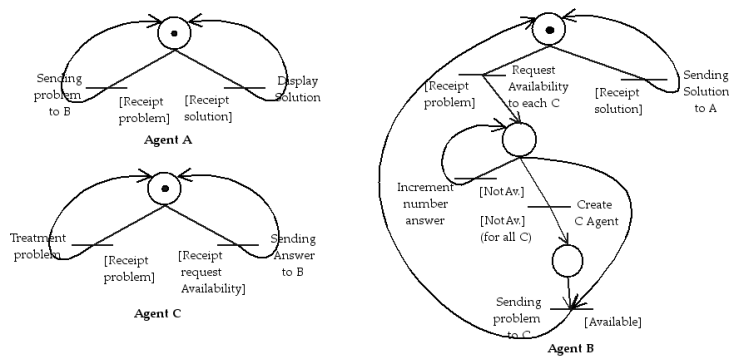 Sending
problem
to B
[Receipt
problem]
[Receipt
solution]
Display
Solution
Agent A
Treatment
problem
[Receipt
problem]
[Receipt
request
Availability]
Sending
Answer
to B
Agent C
[Receipt
problem]
Request
Availability
to each C
[Receipt
solution]
Sending
Solution
to A
Increment
number
answer
[NotAv.]
[NotAv.]
(for all C)
Create
C Agent
Sending
problem
to C
[Available]
Agent B